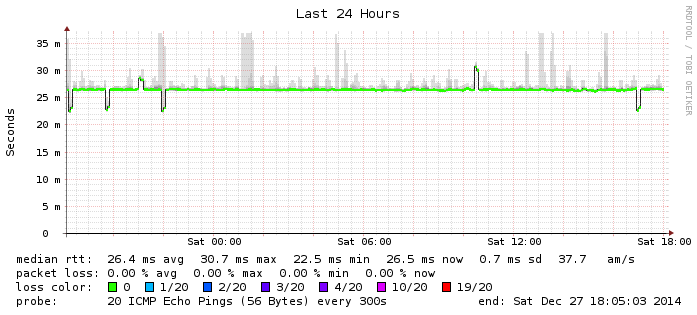 Last 24 Hours
RRDTOOL / TOBI OETIKER
Seconds
35 m
30 m
25 m
20 m
15 m
10 m
5 m
0
Sat 00:00 Sat 06:00 Sat 12:00 Sat 18:00
median rtt: 26.4 ms avg 30.7 ms max 22.5 ms min 26.5 ms now 0.7 ms sd 37.7 am/s
packet loss: 0.00 % avg 0.00 % max 0.00 % min 0.00 % now
loss color: 0 1/20 2/20 3/20 4/20 10/20 19/20
probe: 20 ICMP Echo Pings (56 Bytes) every 300s end: Sat Dec 27 18:05:03 2014